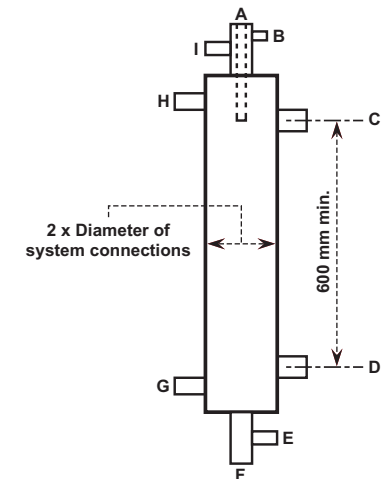 A
B
I
H
C
2 x Diameter of
system connections
600 mm min.
D
G
E
F